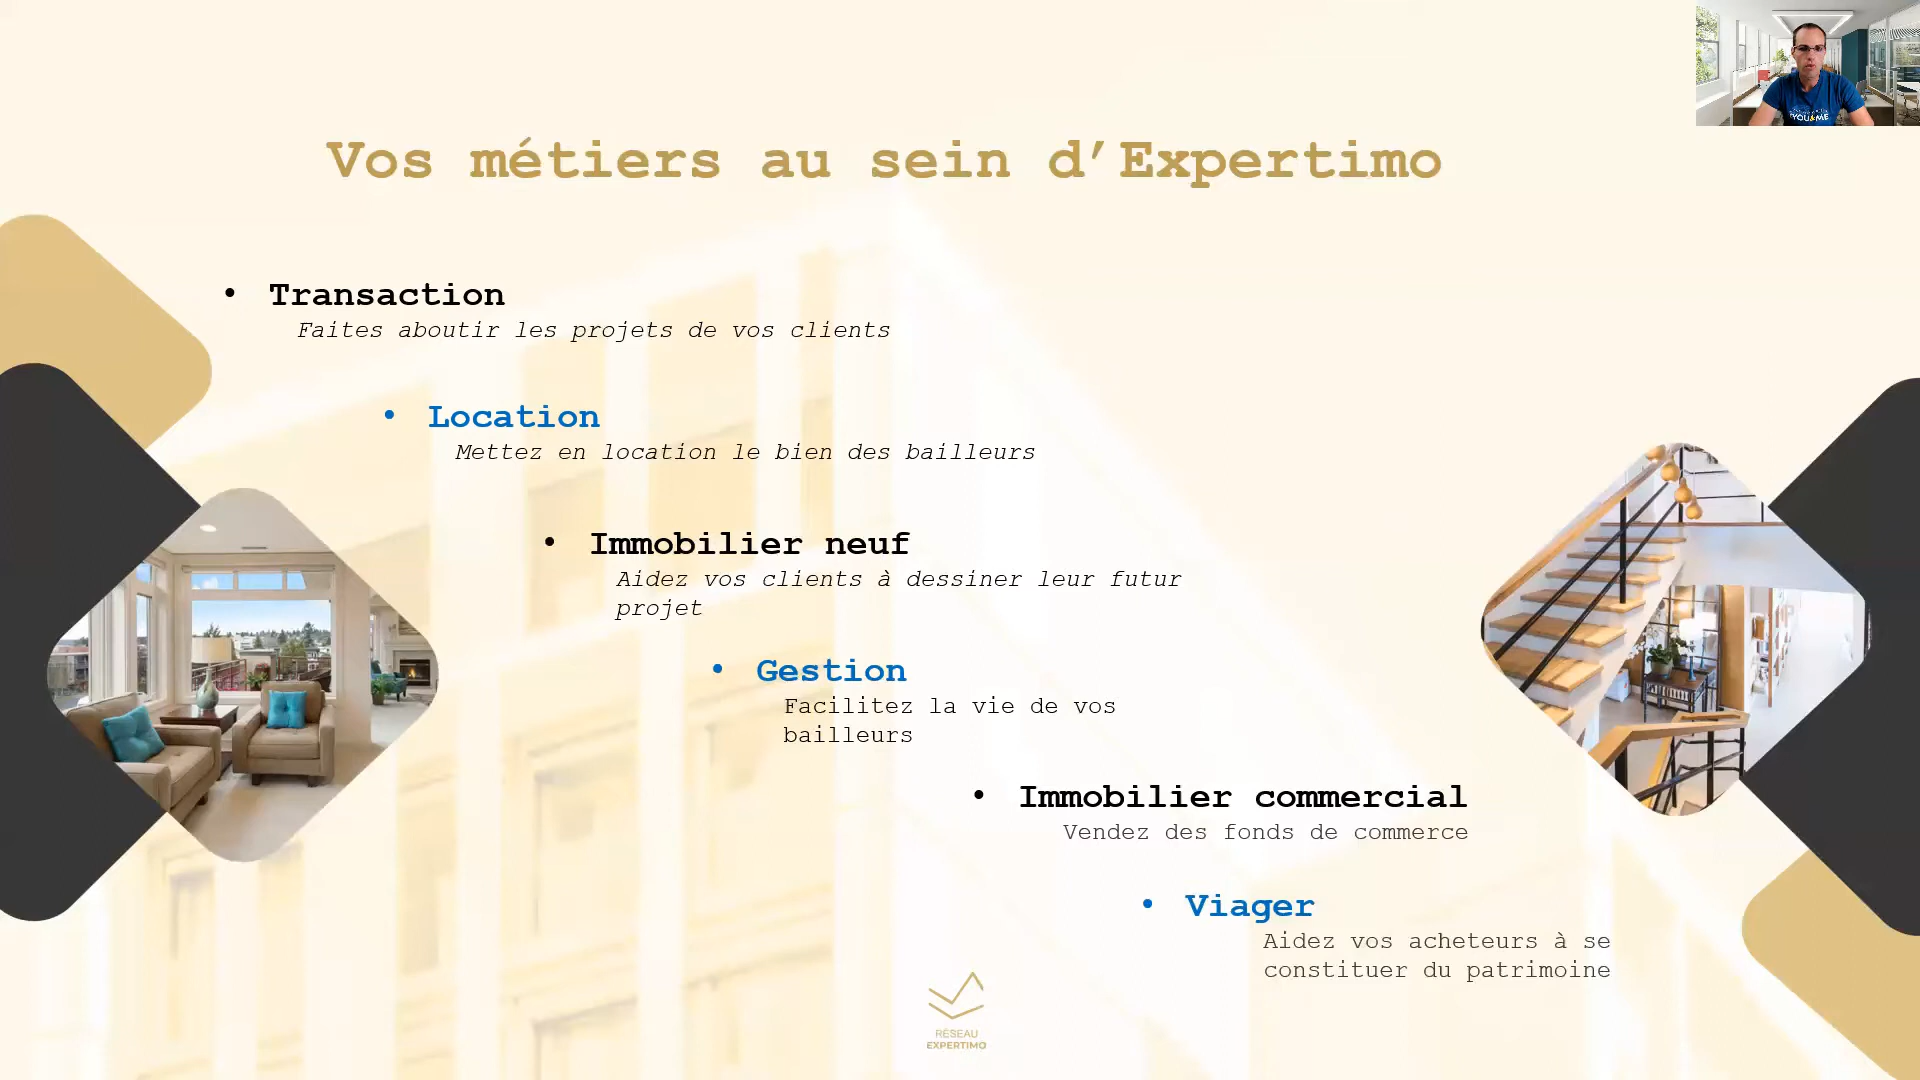 Vos métiers au sein d’Expertimo
• Transaction
Faites aboutir les projets de vos clients
• Location
Mettez en location le bien des bailleurs
• Immobilier neuf
Aidez vos clients à dessiner leur futur
projet
• Gestion
Facilitez la vie de vos
bailleurs
• Immobilier commercial
Vendez des fonds de commerce
• Viager
Aidez vos acheteurs à se
constituer du patrimoine
RÉSEAU
EXPERTIMO
YOU&ME